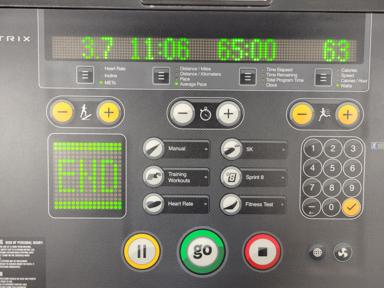 TRIX
3.7 11:06 65:00 63
Heart Rate
Incline
METs
Distance / Miles
Distance / Kilometers
Pace
Average Pace
Time Elapsed
Time Remaining
Total Program Time
Clock
Calories
Speed
Calories / Hour
Watts
END
Manual
5K
Training
Workouts
Sprint 8
Heart Rate
Fitness Test
1 2 3
4 5 6
7 8 9
0
go